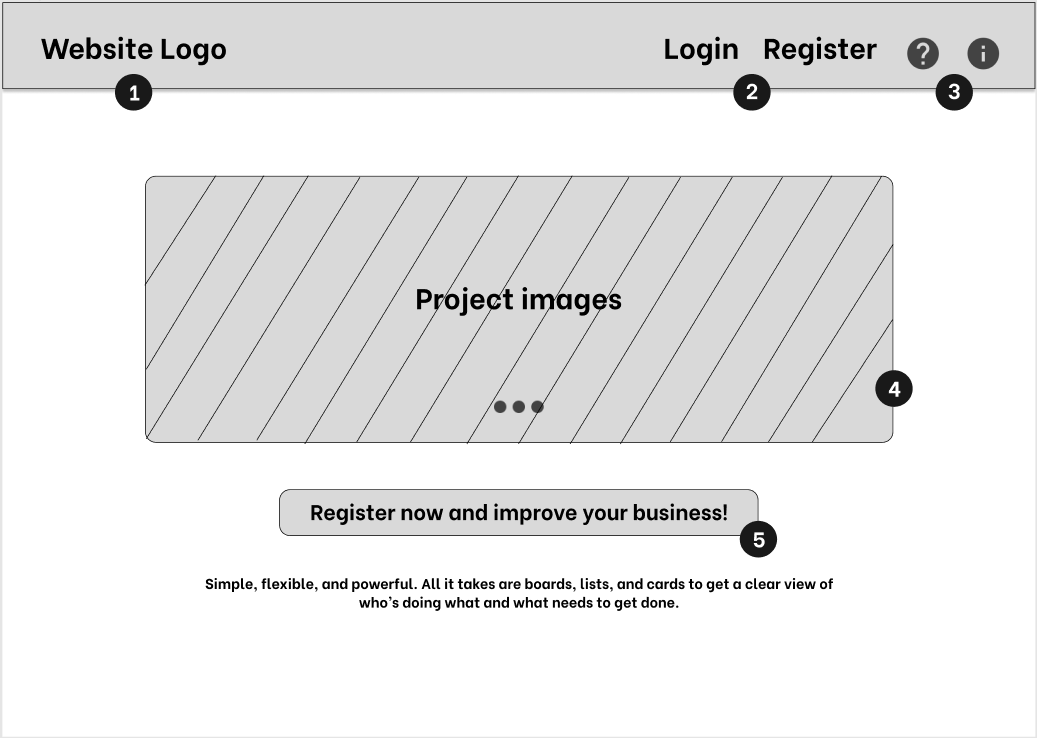 Website Logo
Login Register ? i
1
2
3
Project images
4
Register now and improve your business!
5
Simple, flexible, and powerful. All it takes are boards, lists, and cards to get a clear view of
who's doing what and what needs to get done.